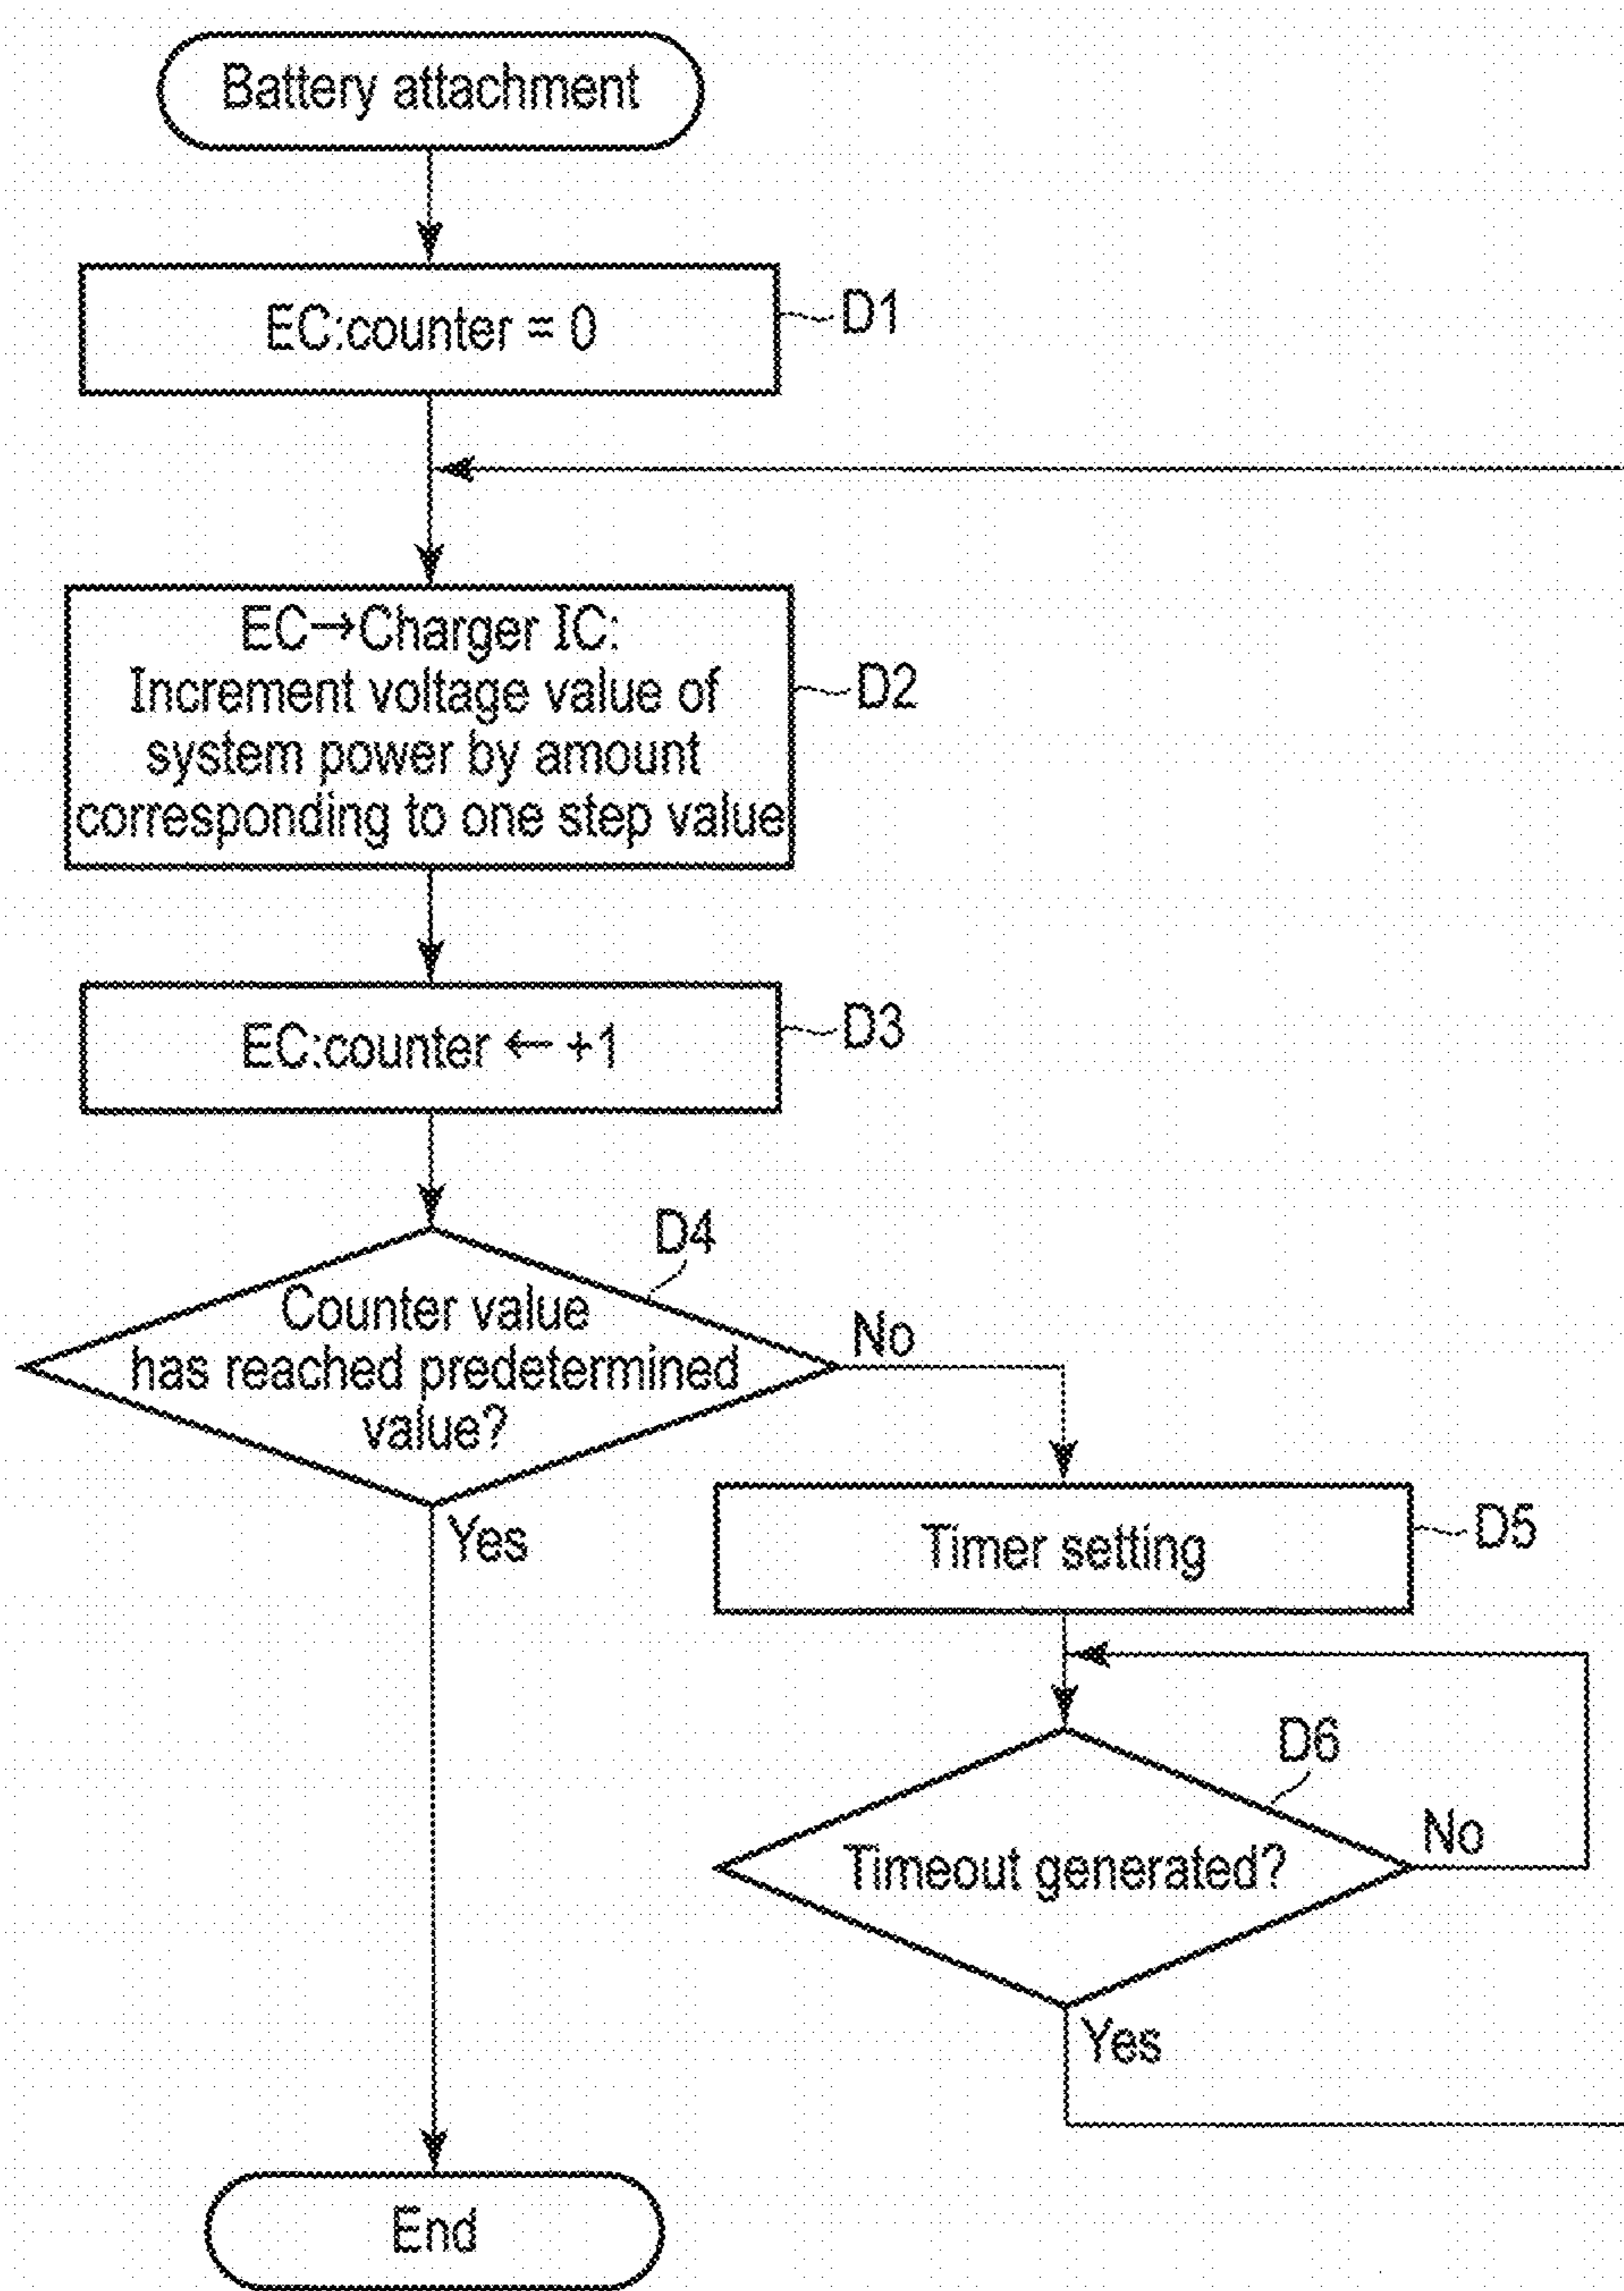 Battery attachment
EC:counter = 0
D1
EC→Charger IC:
Increment voltage value of
system power by amount
corresponding to one step value
D2
EC:counter ← +1
D3
D4
Counter value
has reached predetermined
value?
No
Yes
Timer setting
D5
D6
Timeout generated?
No
Yes
End